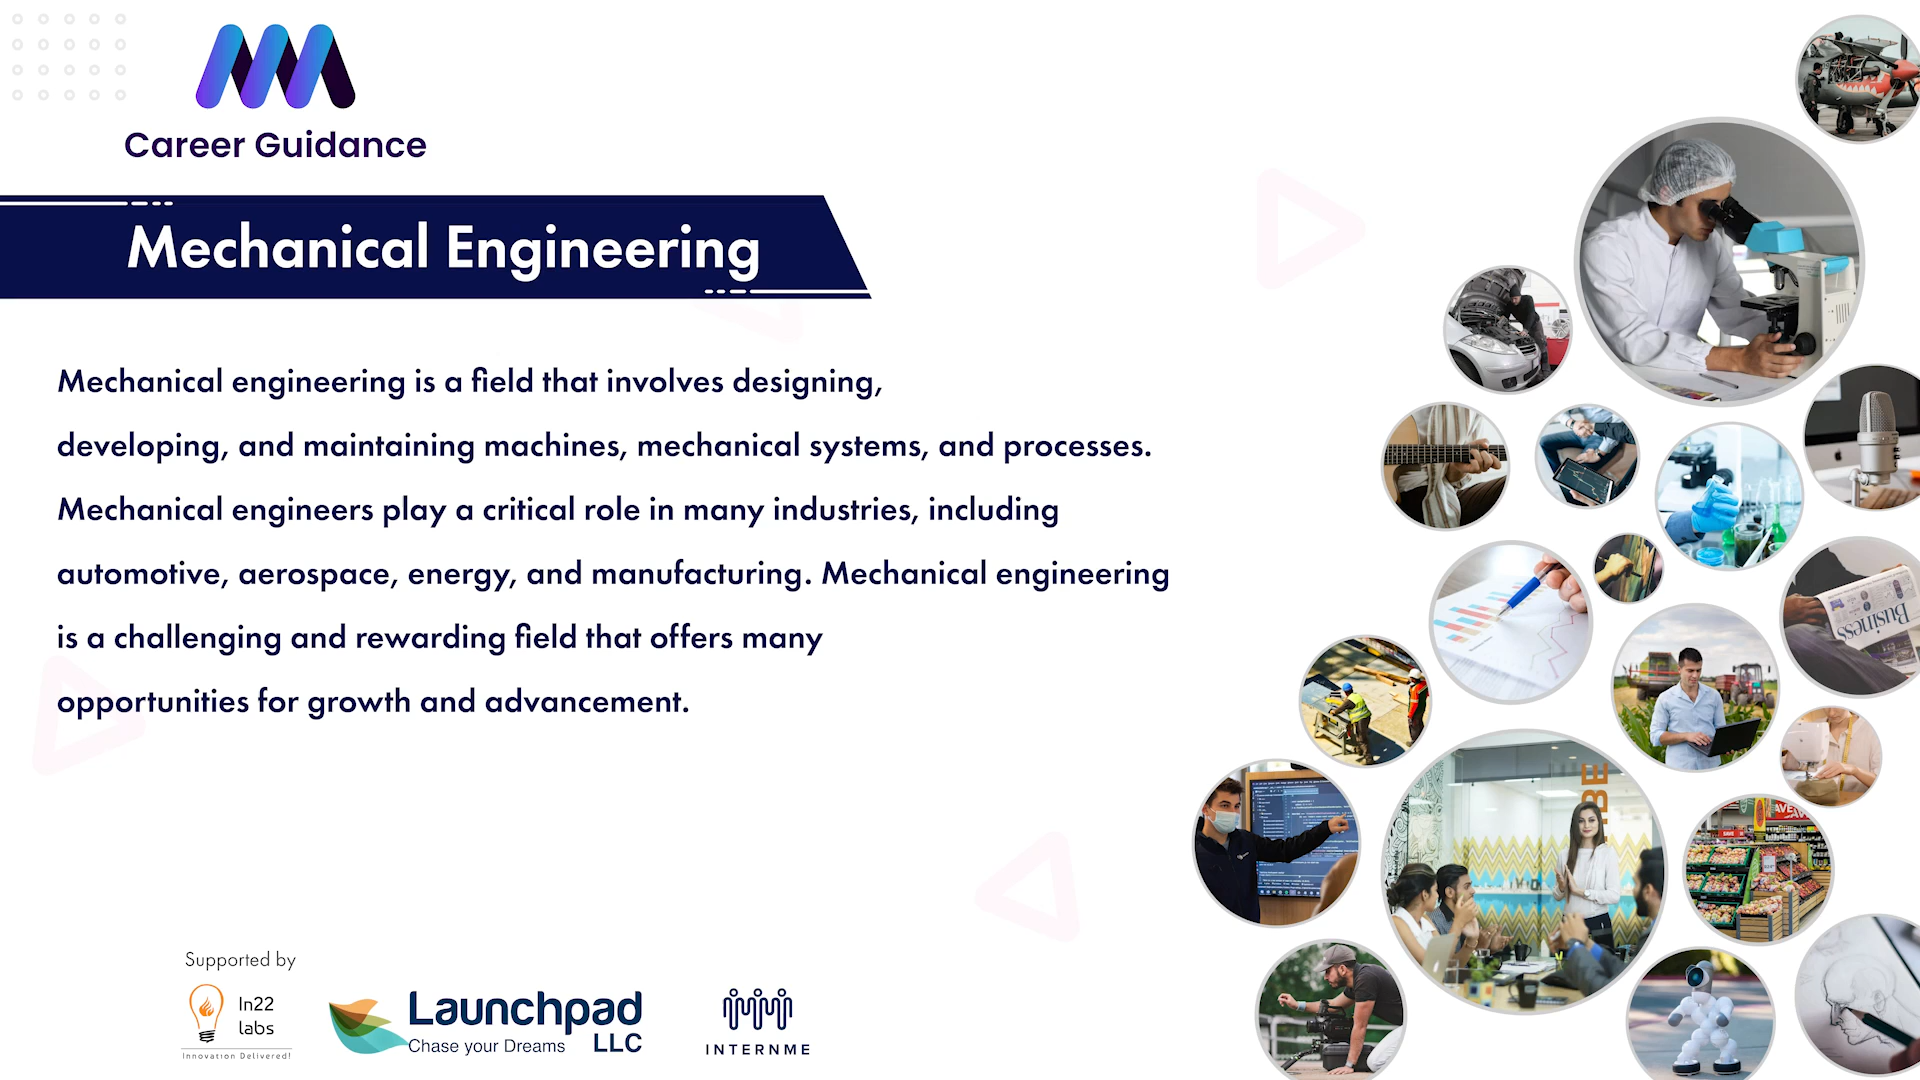 Career Guidance
Mechanical Engineering
Mechanical engineering is a field that involves designing,
developing, and maintaining machines, mechanical systems, and processes.
Mechanical engineers play a critical role in many industries, including
automotive, aerospace, energy, and manufacturing. Mechanical engineering
is a challenging and rewarding field that offers many
opportunities for growth and advancement.
Business
SAVE
Supported by
In22
labs
Innovation Delivered!
Launchpad
LLC
Chase your Dreams
INTERNME